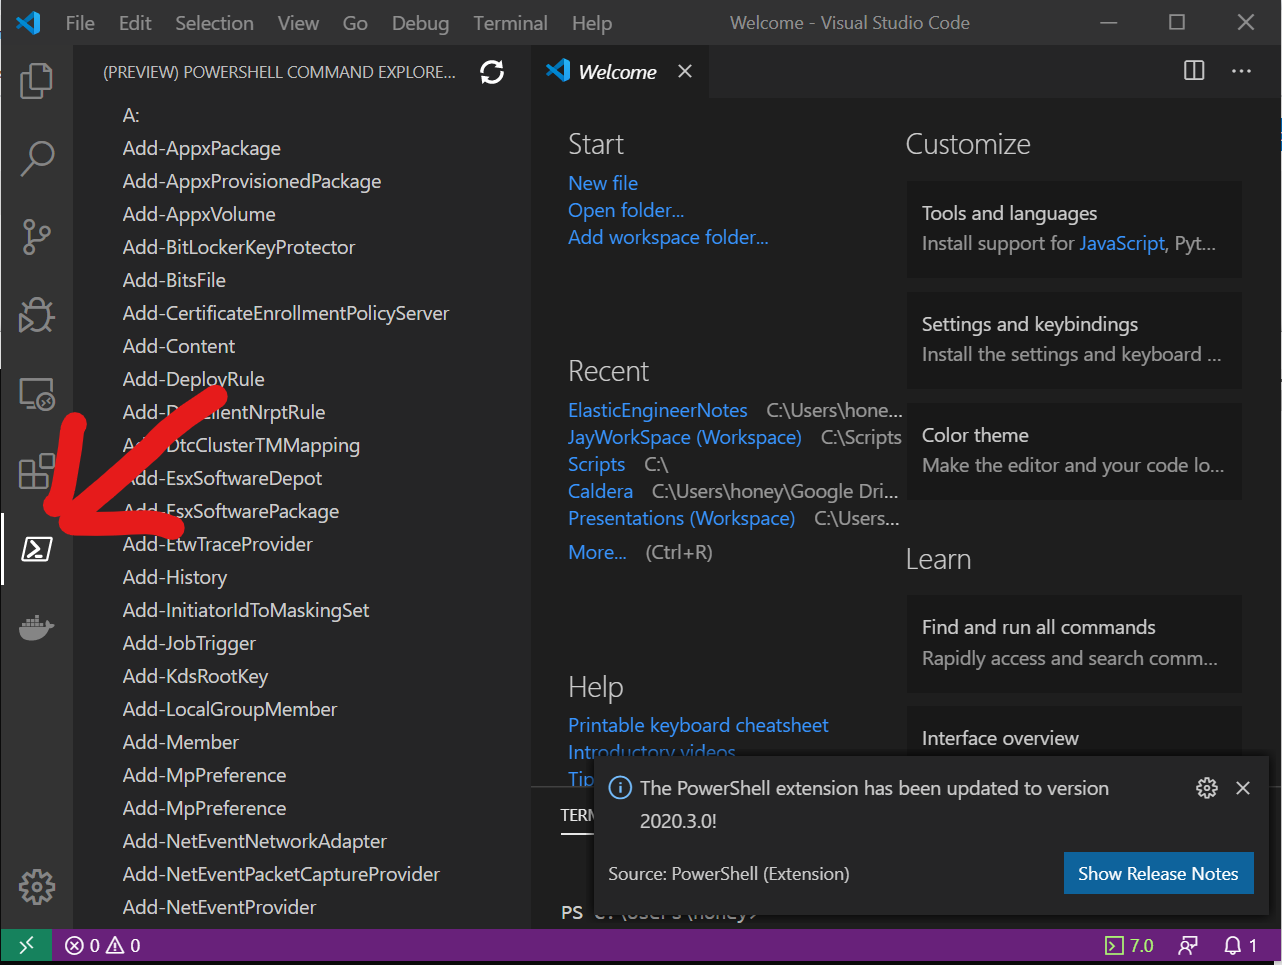 File Edit Selection View Go Debug Terminal Help Welcome - Visual Studio Code
(PREVIEW) POWERSHELL COMMAND EXPLORE...
A:
Add-AppxPackage
Add-AppxProvisionedPackage
Add-AppxVolume
Add-BitLockerKeyProtector
Add-BitsFile
Add-CertificateEnrollmentPolicyServer
Add-Content
Add-DeployRule
ClientNrptRule
DtcClusterTMMapping
Add-EsxSoftwareDepot
Add-EsxSoftwarePackage
Add-EtwTraceProvider
Add-History
Add-InitiatorIdToMaskingSet
Add-JobTrigger
Add-KdsRootKey
Add-LocalGroupMember
Add-Member
Add-MpPreference
Add-MpPreference
Add-NetEventNetworkAdapter
Add-NetEventPacketCaptureProvider
Add-NetEventProvider
Welcome
Start
New file
Open folder...
Add workspace folder...
Recent
ElasticEngineerNotes C:\Users\hone...
JayWorkSpace (Workspace) C:\Scripts
Scripts C:\
Caldera C:\Users\honey\Google Dri...
Presentations (Workspace) C:\Users...
More... (Ctrl+R)
Help
Printable keyboard cheatsheet
Introductory videos
Tip
Customize
Tools and languages
Install support for JavaScript, Pyt...
Settings and keybindings
Install the settings and keyboard ...
Color theme
Make the editor and your code lo...
Learn
Find and run all commands
Rapidly access and search comm...
Interface overview
TERM
PS
The PowerShell extension has been updated to version
2020.3.0!
Source: PowerShell (Extension)
Show Release Notes
0 0
7.0 1